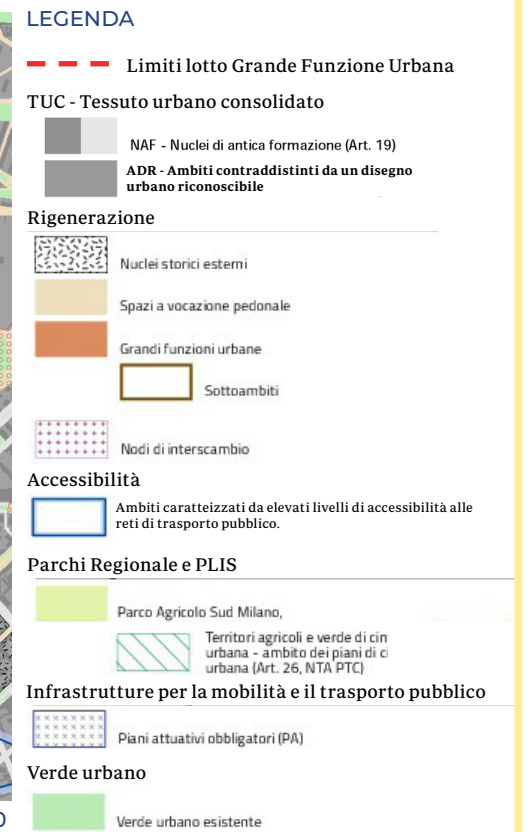 LEGENDA
Limiti lotto Grande Funzione Urbana
TUC - Tessuto urbano consolidato
NAF - Nuclei di antica formazione (Art. 19)
ADR - Ambiti contraddistinti da un disegno
urbano riconoscibile
Rigenerazione
Nuclei storici esterni
Spazi a vocazione pedonale
Grandi funzioni urbane
Sottoambiti
Nodi di interscambio
Accessibilità
Ambiti caratteizzati da elevati livelli di accessibilità alle
reti di trasporto pubblico.
Parchi Regionale e PLIS
Parco Agricolo Sud Milano,
Territori agricoli e verde di cin
urbana - ambito dei piani di ci
urbana (Art. 26, NTA PTC)
Infrastrutture per la mobilità e il trasporto pubblico
Piani attuativi obbligatori (PA)
Verde urbano
Verde urbano esistente